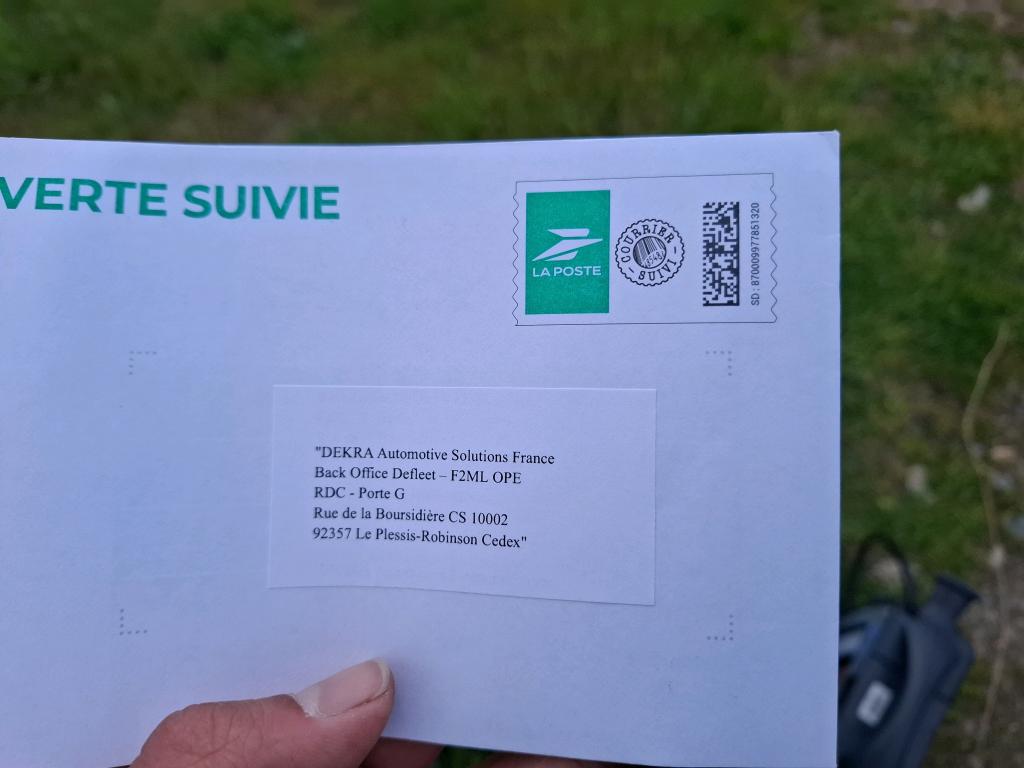 VERTE SUIVIE
LA POSTE
COURRIER
SUIVI
SD : 870009977851320
"DEKRA Automotive Solutions France
Back Office Defleet – F2ML OPE
RDC - Porte G
Rue de la Boursidière CS 10002
92357 Le Plessis-Robinson Cedex"